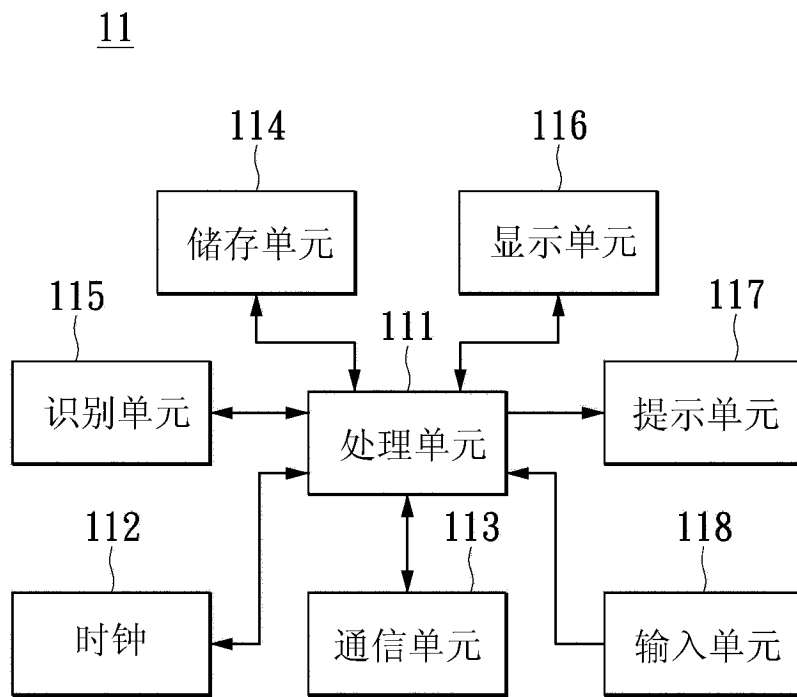 11
114
116
储存单元
显示单元
115
111
117
识别单元
处理单元
提示单元
112
113
118
时钟
通信单元
输入单元